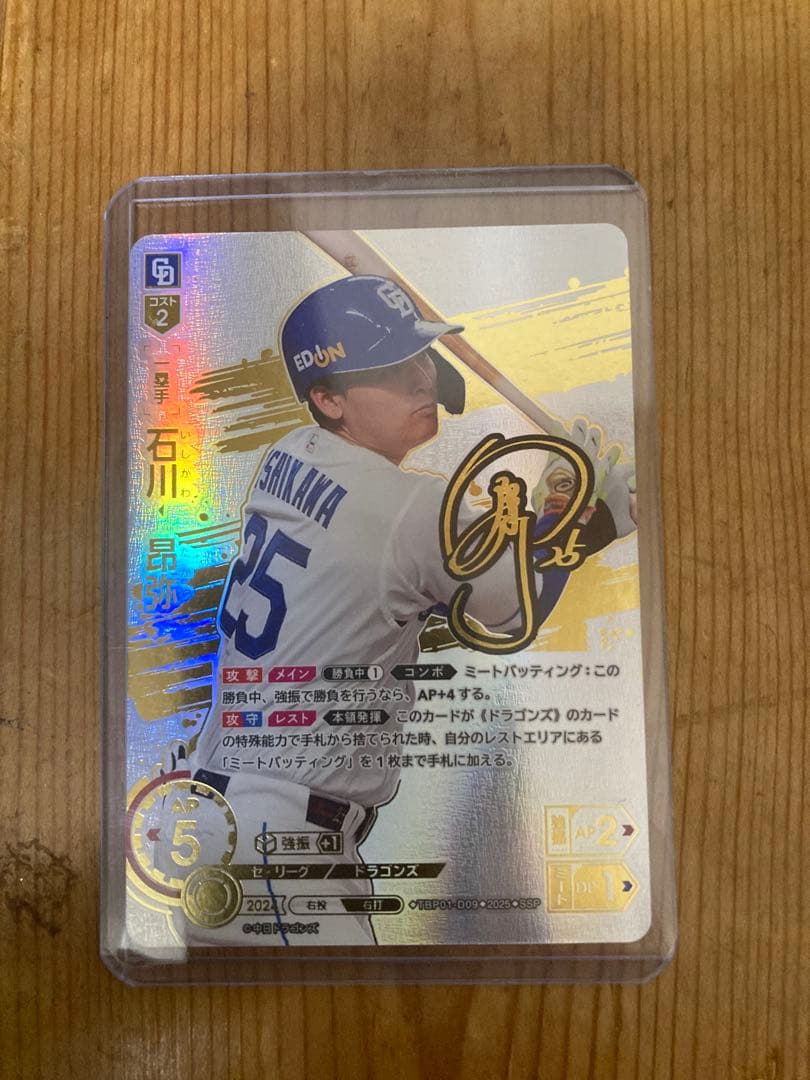 CD
コスト
2
一塁手
石川 昂弥
いしかわ
CD
EDION
ISHIKAWA
25
25
攻撃 メイン 勝負中1 コンボ ミートバッティング：この
勝負中、強振で勝負を行うなら、AP+4する。
攻守 レスト 本領発揮 このカードが《ドラゴンズ》のカード
の特殊能力で手札から捨てられた時、自分のレストエリアにある
「ミートバッティング」を1枚まで手札に加える。
AP
5
強振 +1
強振 AP 2
ミート DP 1
セ・リーグ / ドラゴンズ
2024 右投 右打 ◆TBP01-D09◆2025◆SSP
©中日ドラゴンズ